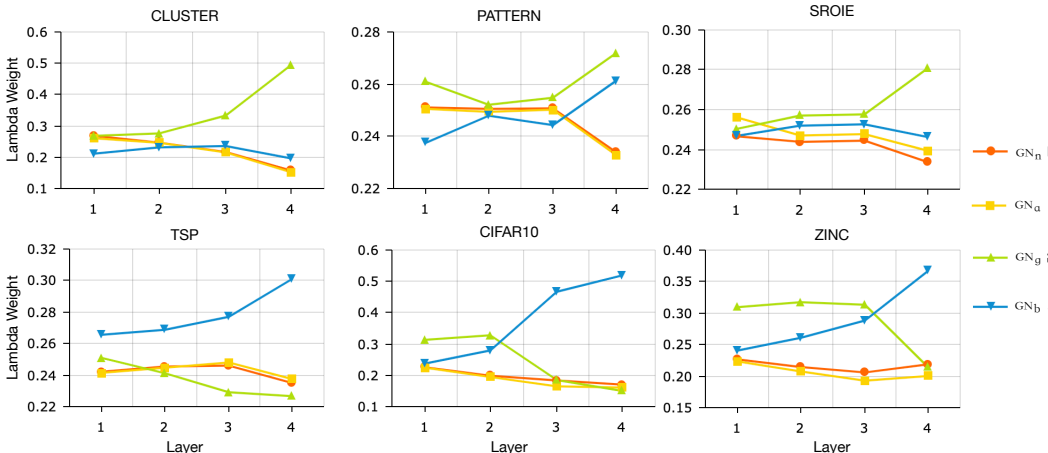 CLUSTER
PATTERN
SROIE
0.6
0.5
0.4
0.3
0.2
0.1
Lambda Weight
1 2 3 4
0.28
0.26
0.24
0.22
1 2 3 4
0.30
0.28
0.26
0.24
0.22
1 2 3 4
GNn
GNa
GNg
GNb
TSP
CIFAR10
ZINC
0.32
0.30
0.28
0.26
0.24
0.22
Lambda Weight
1 2 3 4
Layer
0.6
0.5
0.4
0.3
0.2
0.1
1 2 3 4
Layer
0.40
0.35
0.30
0.25
0.20
0.15
1 2 3 4
Layer